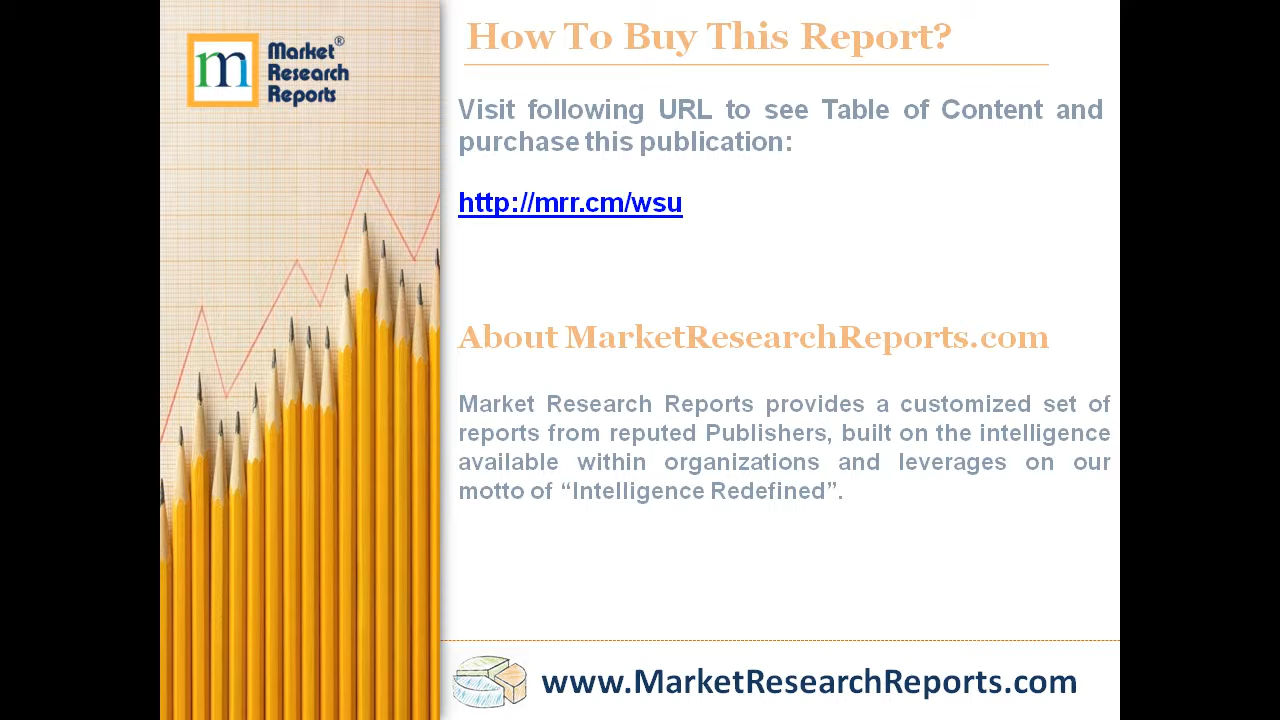 m
Market®
Research
Reports
How To Buy This Report?
Visit following URL to see Table of Content and
purchase this publication:
http://mrr.cm/wsu
About MarketResearchReports.com
Market Research Reports provides a customized set of
reports from reputed Publishers, built on the intelligence
available within organizations and leverages on our
motto of “Intelligence Redefined”.
www.MarketResearchReports.com